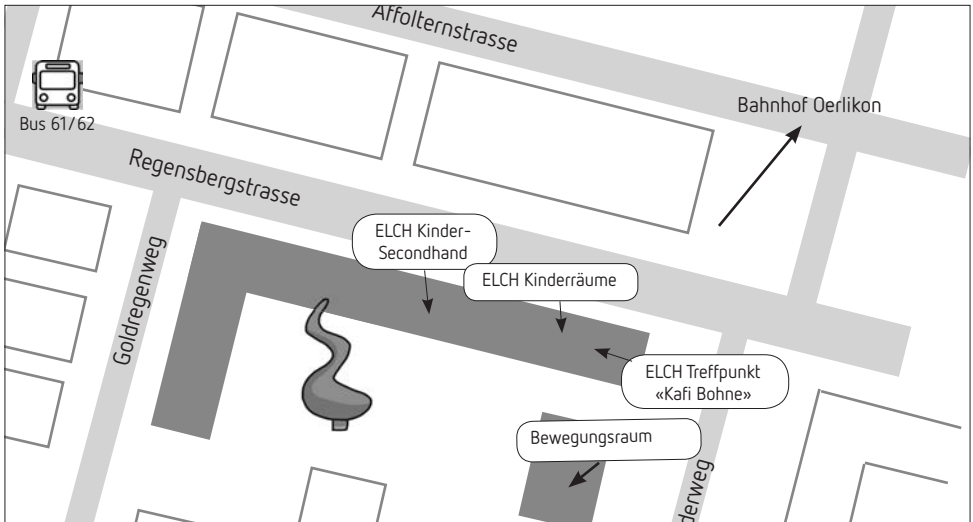 Affolternstrasse
Bus 61/62
Bahnhof Oerlikon
Regensbergstrasse
ELCH Kinder-
Secondhand
ELCH Kinderräume
Goldregenweg
ELCH Treffpunkt
«Kafi Bohne»
Bewegungsraum
derweg